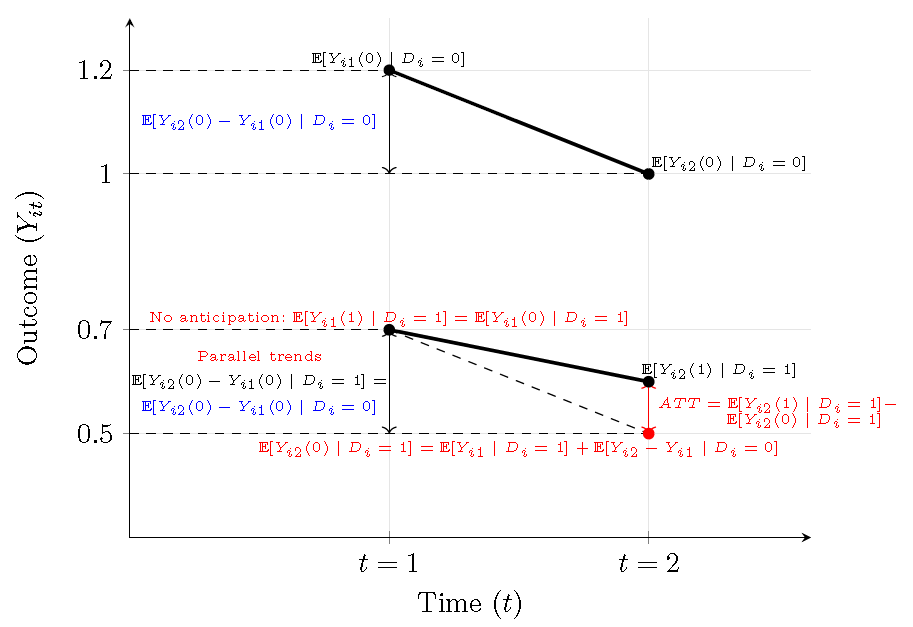 𝔼[Y_{i1}(0) | D_i = 0]
1.2
𝔼[Y_{i2}(0) − Y_{i1}(0) | D_i = 0]
𝔼[Y_{i2}(0) | D_i = 0]
1
Outcome (Y_{it})
No anticipation: 𝔼[Y_{i1}(1) | D_i = 1] = 𝔼[Y_{i1}(0) | D_i = 1]
0.7
Parallel trends
𝔼[Y_{i2}(0) − Y_{i1}(0) | D_i = 1] =
𝔼[Y_{i2}(0) − Y_{i1}(0) | D_i = 0]
𝔼[Y_{i2}(1) | D_i = 1]
ATT = 𝔼[Y_{i2}(1) | D_i = 1]−
𝔼[Y_{i2}(0) | D_i = 1]
0.5
𝔼[Y_{i2}(0) | D_i = 1] = 𝔼[Y_{i1} | D_i = 1] + 𝔼[Y_{i2} − Y_{i1} | D_i = 0]
t = 1
t = 2
Time (t)